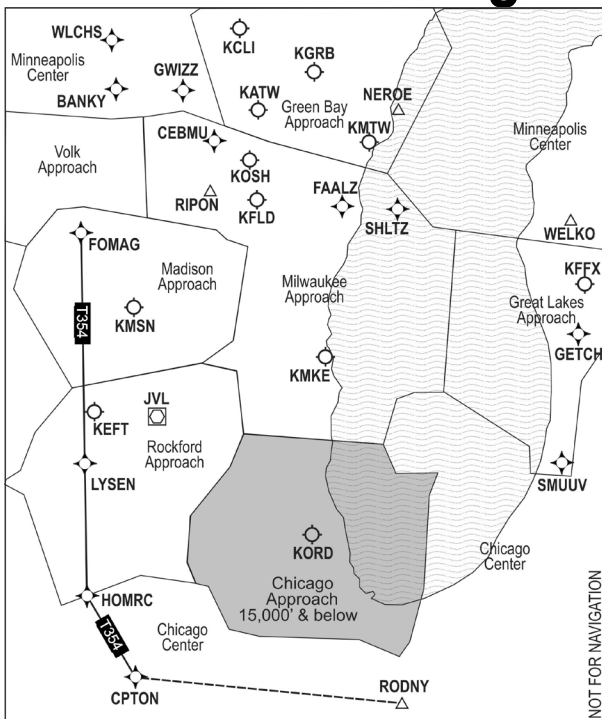 WLCHS
KCLI
Minneapolis
Center
GWIZZ
KGRB
BANKY
KATW
NEROE
Green Bay
Approach
CEBMU
KMTW
Minneapolis
Center
Volk
Approach
KOSH
RIPON
KFLD
FAALZ
SHLTZ
WELKO
FOMAG
Madison
Approach
Milwaukee
Approach
KFFX
Great Lakes
Approach
T354
KMSN
GETCH
KMKE
JVL
KEFT
Rockford
Approach
LYSEN
SMUUV
KORD
Chicago
Center
Chicago
Approach
15,000' & below
HOMRC
T354
Chicago
Center
CPTON
RODNY
NOT FOR NAVIGATION